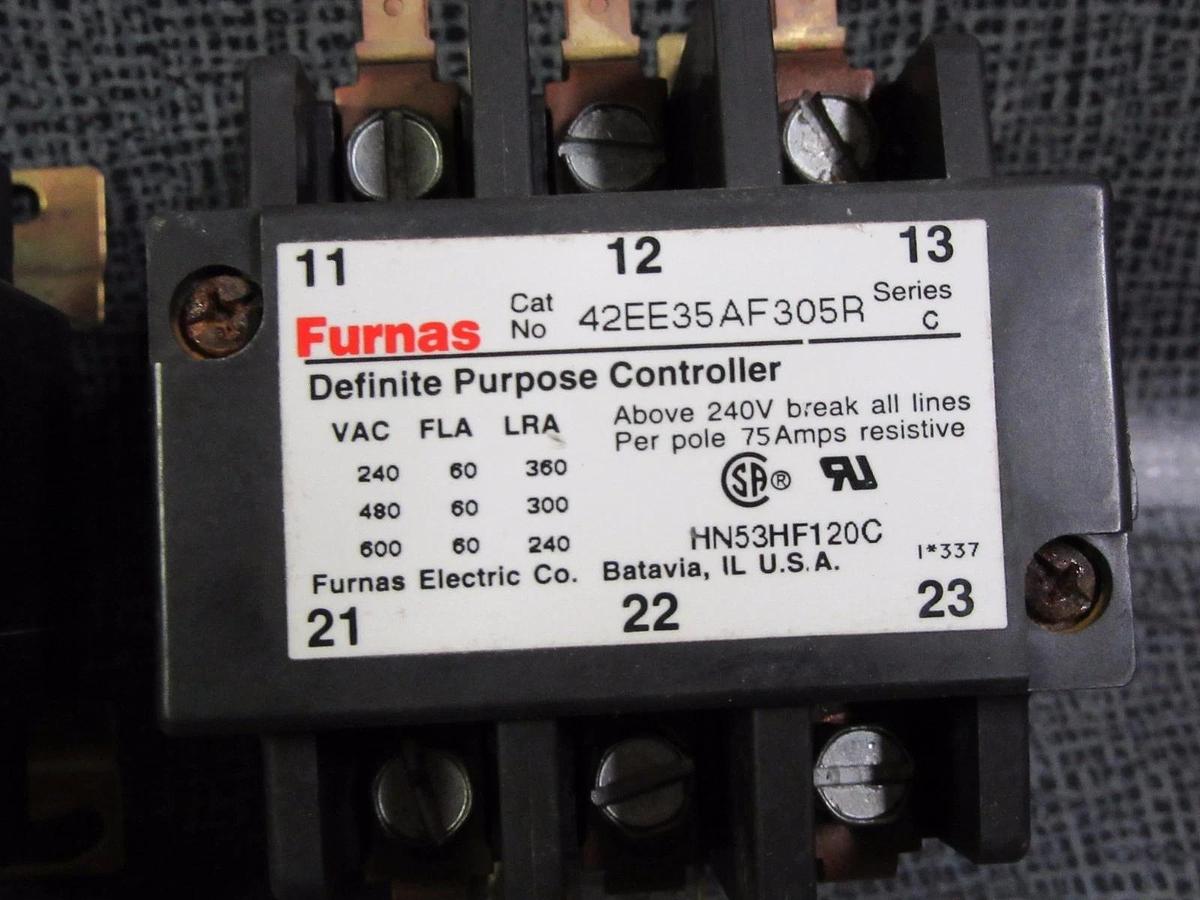 11 12 13
Furnas Cat No 42EE35AF305R Series C
Definite Purpose Controller
VAC FLA LRA
240 60 360
480 60 300
600 60 240
Above 240V break all lines
Per pole 75Amps resistive
SA ® RU
HN53HF120C I*337
Furnas Electric Co. Batavia, IL U.S.A.
21 22 23